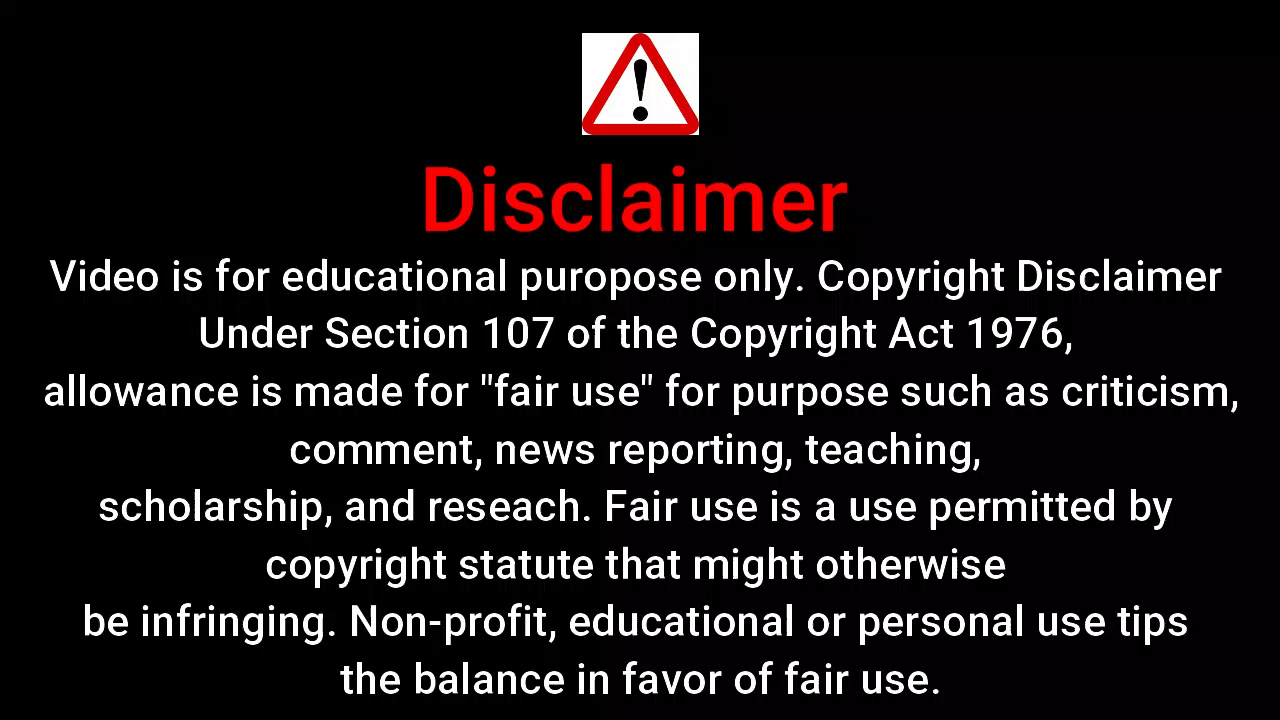 Disclaimer
Video is for educational puropose only. Copyright Disclaimer
Under Section 107 of the Copyright Act 1976,
allowance is made for "fair use" for purpose such as criticism,
comment, news reporting, teaching,
scholarship, and reseach. Fair use is a use permitted by
copyright statute that might otherwise
be infringing. Non-profit, educational or personal use tips
the balance in favor of fair use.